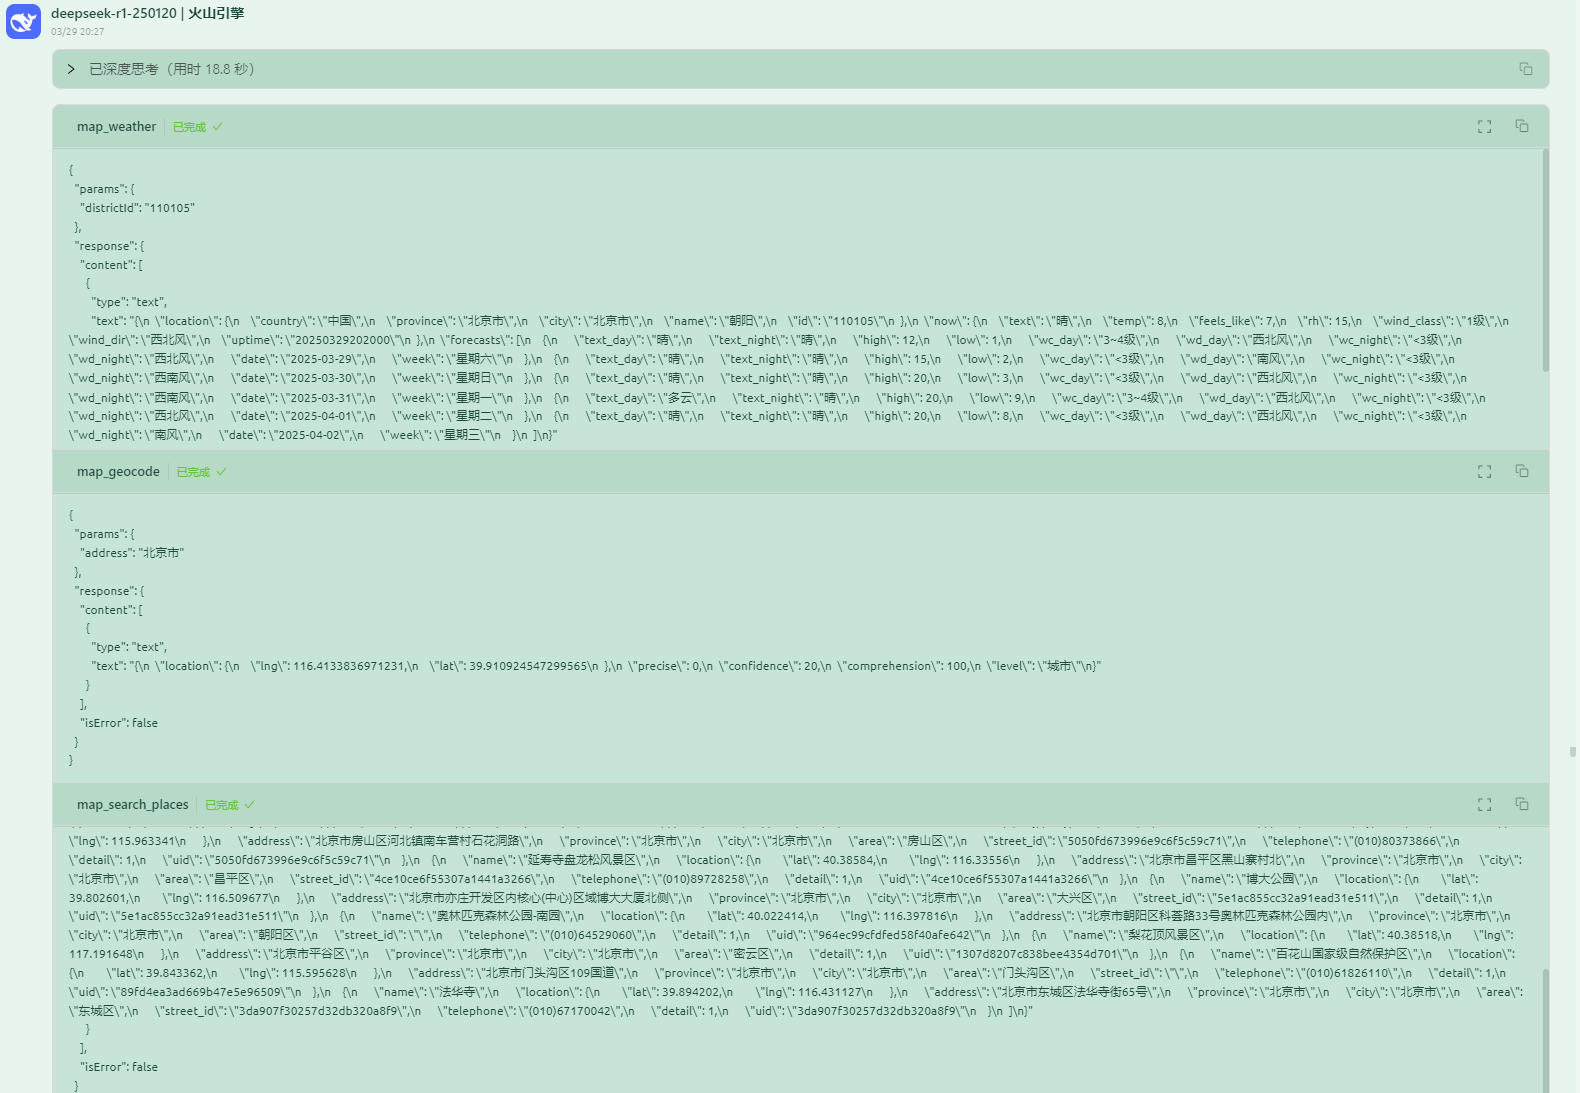 deepseek-r1-250120 | 火山引擎
03/29 20:27
已深度思考（用时 18.8 秒）
map_weather 已完成
{
"params": {
"districtId": "110105"
},
"response": {
"content": [
{
"type": "text",
"text": "{\n \"location\": {\n \"country\": \"中国\",\n \"province\": \"北京市\",\n \"city\": \"北京市\",\n \"name\": \"朝阳\",\n \"id\": \"110105\"\n },\n \"now\": {\n \"text\": \"晴\",\n \"temp\": 8,\n \"feels_like\": 7,\n \"rh\": 15,\n \"wind_class\": \"1级\",\n
\"wind_dir\": \"西北风\",\n \"uptime\": \"20250329202000\"\n },\n \"forecasts\": [\n {\n \"text_day\": \"晴\",\n \"text_night\": \"晴\",\n \"high\": 12,\n \"low\": 1,\n \"wc_day\": \"3~4级\",\n \"wd_day\": \"西北风\",\n \"wc_night\": \"<3级\",\n
\"wd_night\": \"西北风\",\n \"date\": \"2025-03-29\",\n \"week\": \"星期六\"\n },\n {\n \"text_day\": \"晴\",\n \"text_night\": \"晴\",\n \"high\": 15,\n \"low\": 2,\n \"wc_day\": \"<3级\",\n \"wd_day\": \"南风\",\n \"wc_night\": \"<3级\",\n
\"wd_night\": \"西南风\",\n \"date\": \"2025-03-30\",\n \"week\": \"星期日\"\n },\n {\n \"text_day\": \"晴\",\n \"text_night\": \"晴\",\n \"high\": 20,\n \"low\": 3,\n \"wc_day\": \"<3级\",\n \"wd_day\": \"西北风\",\n \"wc_night\": \"<3级\",\n
\"wd_night\": \"西南风\",\n \"date\": \"2025-03-31\",\n \"week\": \"星期一\"\n },\n {\n \"text_day\": \"多云\",\n \"text_night\": \"晴\",\n \"high\": 20,\n \"low\": 9,\n \"wc_day\": \"3~4级\",\n \"wd_day\": \"西北风\",\n \"wc_night\": \"<3级\",\n
\"wd_night\": \"西北风\",\n \"date\": \"2025-04-01\",\n \"week\": \"星期二\"\n },\n {\n \"text_day\": \"晴\",\n \"text_night\": \"晴\",\n \"high\": 20,\n \"low\": 8,\n \"wc_day\": \"<3级\",\n \"wd_day\": \"西北风\",\n \"wc_night\": \"<3级\",\n
\"wd_night\": \"南风\",\n \"date\": \"2025-04-02\",\n \"week\": \"星期三\"\n }\n ]\n}"
map_geocode 已完成
{
"params": {
"address": "北京市"
},
"response": {
"content": [
{
"type": "text",
"text": "{\n \"location\": {\n \"lng\": 116.4133836971231,\n \"lat\": 39.910924547299565\n },\n \"precise\": 0,\n \"confidence\": 20,\n \"comprehension\": 100,\n \"level\": \"城市\"\n}"
}
],
"isError": false
}
}
map_search_places 已完成
\"lng\": 115.963341\n },\n \"address\": \"北京市房山区河北镇南车营村石花洞路\",\n \"province\": \"北京市\",\n \"city\": \"北京市\",\n \"area\": \"房山区\",\n \"street_id\": \"5050fd673996e9c6f5c59c71\",\n \"telephone\": \"(010)80373866\",\n
\"detail\": 1,\n \"uid\": \"5050fd673996e9c6f5c59c71\"\n },\n {\n \"name\": \"延寿寺盘龙松风景区\",\n \"location\": {\n \"lat\": 40.38584,\n \"lng\": 116.33556\n },\n \"address\": \"北京市昌平区黑山寨村北\",\n \"province\": \"北京市\",\n \"city\":
\"北京市\",\n \"area\": \"昌平区\",\n \"street_id\": \"4ce10ce6f55307a1441a3266\",\n \"telephone\": \"(010)89728258\",\n \"detail\": 1,\n \"uid\": \"4ce10ce6f55307a1441a3266\"\n },\n {\n \"name\": \"博大公园\",\n \"location\": {\n \"lat\":
39.802601,\n \"lng\": 116.509677\n },\n \"address\": \"北京市亦庄开发区内核心(中心)区域博大大厦北侧\",\n \"province\": \"北京市\",\n \"city\": \"北京市\",\n \"area\": \"大兴区\",\n \"street_id\": \"5e1ac855cc32a91ead31e511\",\n \"detail\": 1,\n
\"uid\": \"5e1ac855cc32a91ead31e511\"\n },\n {\n \"name\": \"奥林匹克森林公园-南园\",\n \"location\": {\n \"lat\": 40.022414,\n \"lng\": 116.397816\n },\n \"address\": \"北京市朝阳区科荟路33号奥林匹克森林公园内\",\n \"province\": \"北京市\",\n
\"city\": \"北京市\",\n \"area\": \"朝阳区\",\n \"street_id\": \"\",\n \"telephone\": \"(010)64529060\",\n \"detail\": 1,\n \"uid\": \"964ec99cfdfed58f40afe642\"\n },\n {\n \"name\": \"梨花顶风景区\",\n \"location\": {\n \"lat\": 40.38518,\n \"lng\":
117.191648\n },\n \"address\": \"北京市平谷区\",\n \"province\": \"北京市\",\n \"city\": \"北京市\",\n \"area\": \"密云区\",\n \"detail\": 1,\n \"uid\": \"1307d8207c838bee4354d701\"\n },\n {\n \"name\": \"百花山国家级自然保护区\",\n \"location\":
{\n \"lat\": 39.843362,\n \"lng\": 115.595628\n },\n \"address\": \"北京市门头沟区109国道\",\n \"province\": \"北京市\",\n \"city\": \"北京市\",\n \"area\": \"门头沟区\",\n \"street_id\": \"\",\n \"telephone\": \"(010)61826110\",\n \"detail\": 1,\n
\"uid\": \"89fd4ea3ad669b47e5e96509\"\n },\n {\n \"name\": \"法华寺\",\n \"location\": {\n \"lat\": 39.894202,\n \"lng\": 116.431127\n },\n \"address\": \"北京市东城区法华寺街65号\",\n \"province\": \"北京市\",\n \"city\": \"北京市\",\n \"area\":
\"东城区\",\n \"street_id\": \"3da907f30257d32db320a8f9\",\n \"telephone\": \"(010)67170042\",\n \"detail\": 1,\n \"uid\": \"3da907f30257d32db320a8f9\"\n }\n ]\n}"
}
],
"isError": false
}